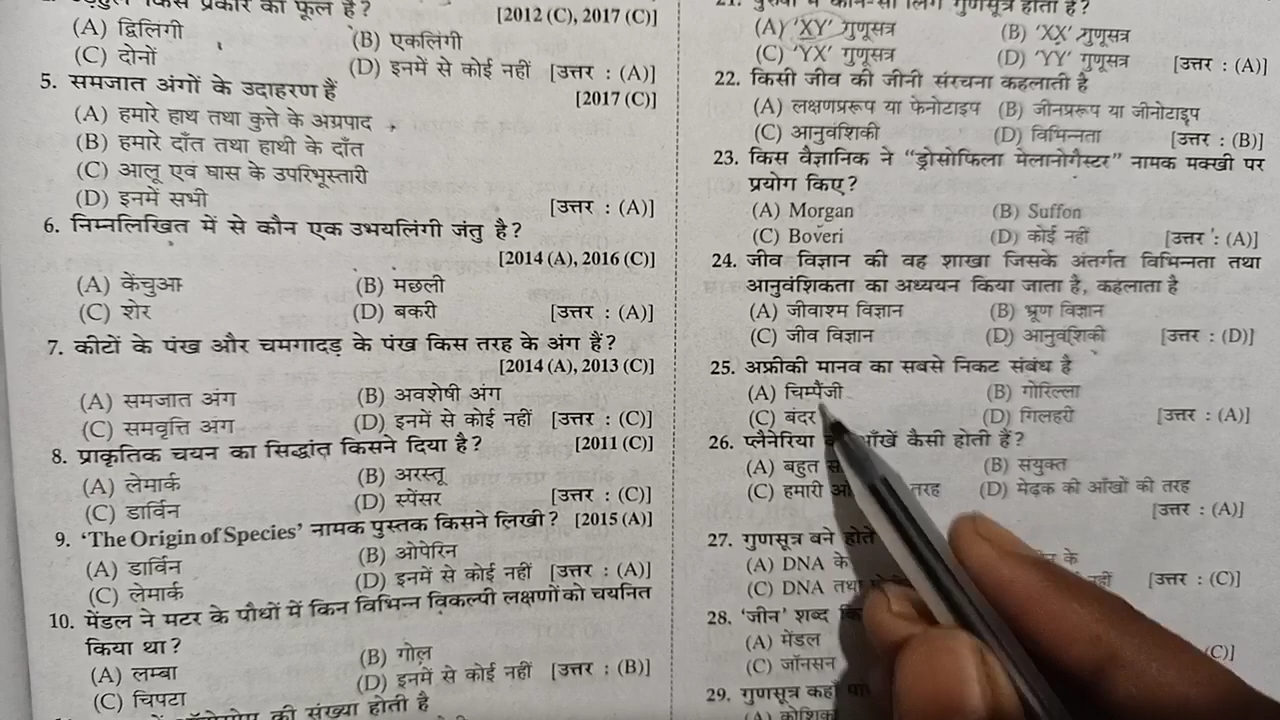 किस प्रकार का फूल है?
[2012 (C), 2017 (C)]
(A) द्विलिंगी (B) एकलिंगी
(C) दोनों (D) इनमें से कोई नहीं [उत्तर : (A)]
5. समजात अंगों के उदाहरण हैं [2017 (C)]
(A) हमारे हाथ तथा कुत्ते के अग्रपाद
(B) हमारे दाँत तथा हाथी के दाँत
(C) आलू एवं घास के उपरिभूस्तारी
(D) इनमें सभी [उत्तर : (A)]
6. निम्नलिखित में से कौन एक उभयलिंगी जंतु है?
[2014 (A), 2016 (C)]
(A) केंचुआ (B) मछली
(C) शेर (D) बकरी [उत्तर : (A)]
7. कीटों के पंख और चमगादड़ के पंख किस तरह के अंग हैं?
[2014 (A), 2013 (C)]
(A) समजात अंग (B) अवशेषी अंग
(C) समवृत्ति अंग (D) इनमें से कोई नहीं [उत्तर : (C)]
8. प्राकृतिक चयन का सिद्धांत किसने दिया है? [2011 (C)]
(A) लेमार्क (B) अरस्तू
(C) डार्विन (D) स्पेंसर [उत्तर : (C)]
9. ‘The Origin of Species’ नामक पुस्तक किसने लिखी? [2015 (A)]
(A) डार्विन (B) ओपेरिन
(C) लेमार्क (D) इनमें से कोई नहीं [उत्तर : (A)]
10. मेंडल ने मटर के पौधों में किन विभिन्न विकल्पी लक्षणों को चयनित
किया था?
(A) लम्बा (B) गोल
(C) चिपटा (D) इनमें से कोई नहीं [उत्तर : (B)]
की संख्या होती है
21. पुरुषों में कौन-सा लिंग गुणसूत्र होता है?
(A) ‘XY’ गुणसूत्र (B) ‘XX’ गुणसूत्र
(C) ‘YX’ गुणसूत्र (D) ‘YY’ गुणसूत्र [उत्तर : (A)]
22. किसी जीव की जीनी संरचना कहलाती है
(A) लक्षणप्ररूप या फेनोटाइप (B) जीनप्ररूप या जीनोटाइप
(C) आनुवंशिकी (D) विभिन्नता [उत्तर : (B)]
23. किस वैज्ञानिक ने “ड्रोसोफिला मेलानोगैस्टर” नामक मक्खी पर
प्रयोग किए?
(A) Morgan (B) Suffon
(C) Boveri (D) कोई नहीं [उत्तर : (A)]
24. जीव विज्ञान की वह शाखा जिसके अंतर्गत विभिन्नता तथा
आनुवंशिकता का अध्ययन किया जाता है, कहलाता है
(A) जीवाश्म विज्ञान (B) भ्रूण विज्ञान
(C) जीव विज्ञान (D) आनुवंशिकी [उत्तर : (D)]
25. अफ्रीकी मानव का सबसे निकट संबंध है
(A) चिम्पैंजी (B) गोरिल्ला
(C) बंदर (D) गिलहरी [उत्तर : (A)]
26. प्लैनेरिया आँखें कैसी होती हैं?
(A) बहुत (B) संयुक्त
(C) हमारी तरह (D) मेढ़क की आँखों की तरह
[उत्तर : (A)]
27. गुणसूत्र बने होते
(A) DNA के के
(C) DNA तथा [उत्तर : (C)]
28. ‘जीन’ शब्द
(A) मेंडल
(C) जॉनसन (C)]
29. गुणसूत्र कहाँ
(A)